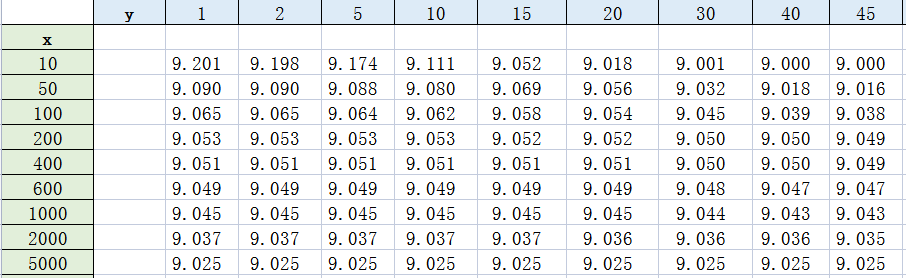 y 1 2 5 10 15 20 30 40 45
x
10 9.201 9.198 9.174 9.111 9.052 9.018 9.001 9.000 9.000
50 9.090 9.090 9.088 9.080 9.069 9.056 9.032 9.018 9.016
100 9.065 9.065 9.064 9.062 9.058 9.054 9.045 9.039 9.038
200 9.053 9.053 9.053 9.053 9.052 9.052 9.050 9.050 9.049
400 9.051 9.051 9.051 9.051 9.051 9.051 9.050 9.050 9.049
600 9.049 9.049 9.049 9.049 9.049 9.049 9.048 9.047 9.047
1000 9.045 9.045 9.045 9.045 9.045 9.045 9.044 9.043 9.043
2000 9.037 9.037 9.037 9.037 9.037 9.036 9.036 9.036 9.035
5000 9.025 9.025 9.025 9.025 9.025 9.025 9.025 9.025 9.025